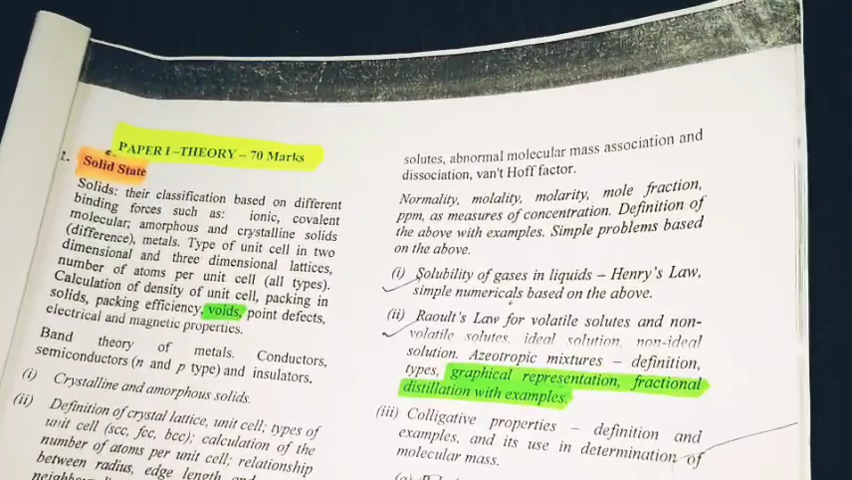 PAPER I –THEORY – 70 Marks
1. Solid State
Solids: their classification based on different
binding forces such as: ionic, covalent
molecular; amorphous and crystalline solids
(difference), metals. Type of unit cell in two
dimensional and three dimensional lattices,
number of atoms per unit cell (all types).
Calculation of density of unit cell, packing in
solids, packing efficiency, voids, point defects,
electrical and magnetic properties.
Band theory of metals. Conductors,
semiconductors (n and p type) and insulators.
(i) Crystalline and amorphous solids.
(ii) Definition of crystal lattice, unit cell; types of
unit cell (scc, fcc, bcc); calculation of the
number of atoms per unit cell; relationship
between radius, edge length and
solutes, abnormal molecular mass association and
dissociation, van't Hoff factor.
Normality, molality, molarity, mole fraction,
ppm, as measures of concentration. Definition of
the above with examples. Simple problems based
on the above.
(i) Solubility of gases in liquids – Henry's Law,
simple numericals based on the above.
(ii) Raoult's Law for volatile solutes and non-
volatile solutes, ideal solution, non-ideal
solution. Azeotropic mixtures – definition,
types, graphical representation, fractional
distillation with examples.
(iii) Colligative properties – definition and
examples, and its use in determination of
molecular mass.